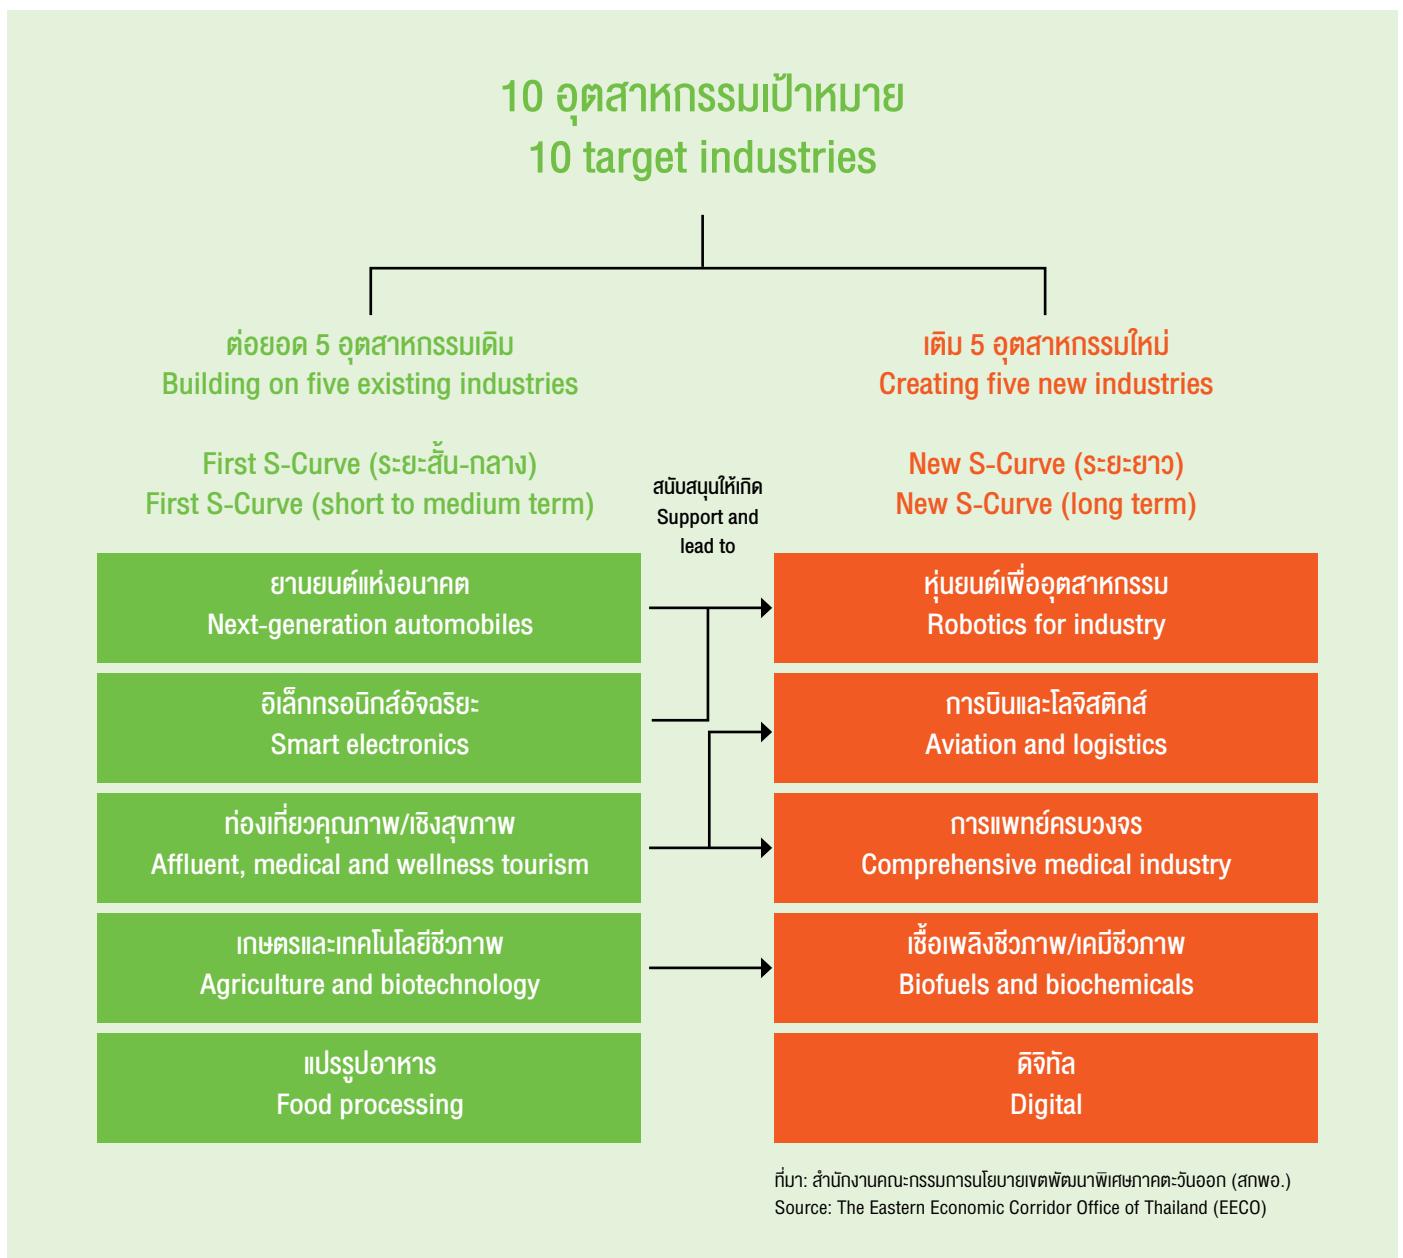 10 อุตสาหกรรมเป้าหมาย
10 target industries
ต่อยอด 5 อุตสาหกรรมเดิม
Building on five existing industries
First S-Curve (ระยะสั้น-กลาง)
First S-Curve (short to medium term)
สนับสนุนให้เกิด
Support and
lead to
เติม 5 อุตสาหกรรมใหม่
Creating five new industries
New S-Curve (ระยะยาว)
New S-Curve (long term)
ยานยนต์แห่งอนาคต
Next-generation automobiles
หุ่นยนต์เพื่ออุตสาหกรรม
Robotics for industry
อิเล็กทรอนิกส์อัจฉริยะ
Smart electronics
การบินและโลจิสติกส์
Aviation and logistics
ท่องเที่ยวคุณภาพ/เชิงสุขภาพ
Affluent, medical and wellness tourism
การแพทย์ครบวงจร
Comprehensive medical industry
เกษตรและเทคโนโลยีชีวภาพ
Agriculture and biotechnology
เชื้อเพลิงชีวภาพ/เคมีชีวภาพ
Biofuels and biochemicals
แปรรูปอาหาร
Food processing
ดิจิทัล
Digital
ที่มา: สำนักงานคณะกรรมการนโยบายเขตพัฒนาพิเศษภาคตะวันออก (สกพอ.)
Source: The Eastern Economic Corridor Office of Thailand (EECO)